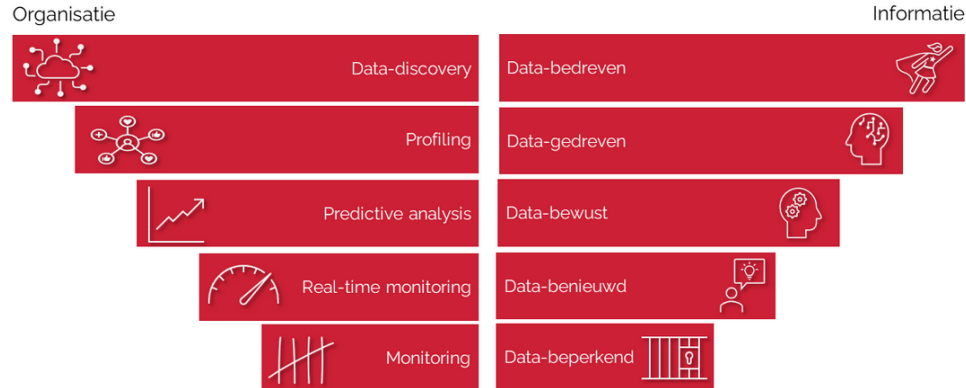 Organisatie
Informatie
Data-discovery
Data-bedreven
Profiling
Data-gedreven
Predictive analysis
Data-bewust
Real-time monitoring
Data-benieuwd
Monitoring
Data-beperkend